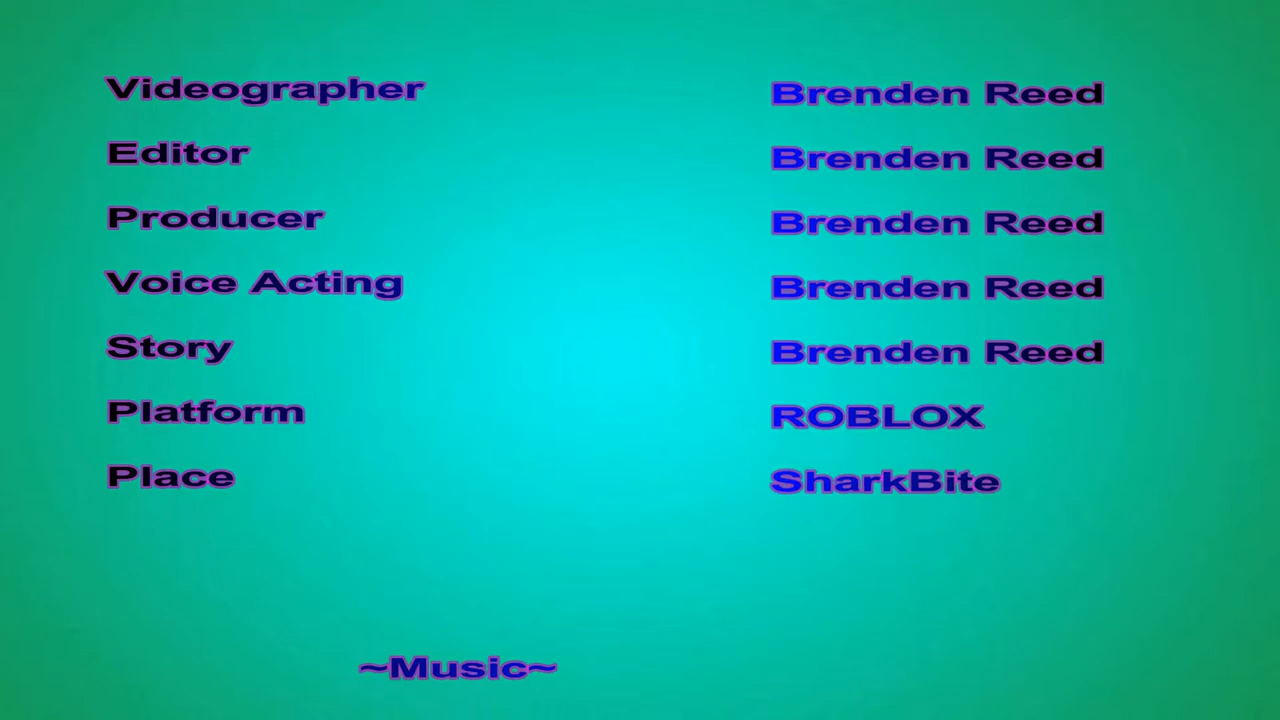 Videographer Brenden Reed
Editor Brenden Reed
Producer Brenden Reed
Voice Acting Brenden Reed
Story Brenden Reed
Platform ROBLOX
Place SharkBite
~Music~